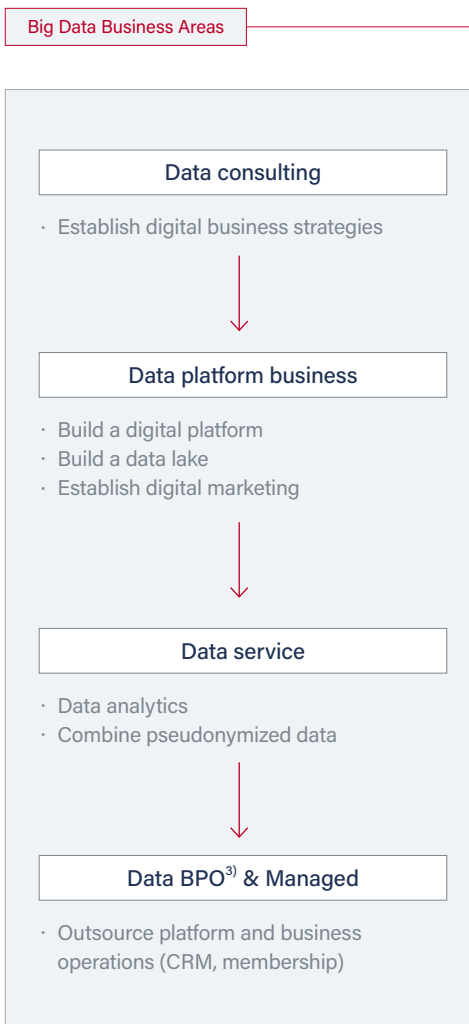 Big Data Business Areas
Data consulting
· Establish digital business strategies
Data platform business
· Build a digital platform
· Build a data lake
· Establish digital marketing
Data service
· Data analytics
· Combine pseudonymized data
Data BPO3) & Managed
· Outsource platform and business
operations (CRM, membership)